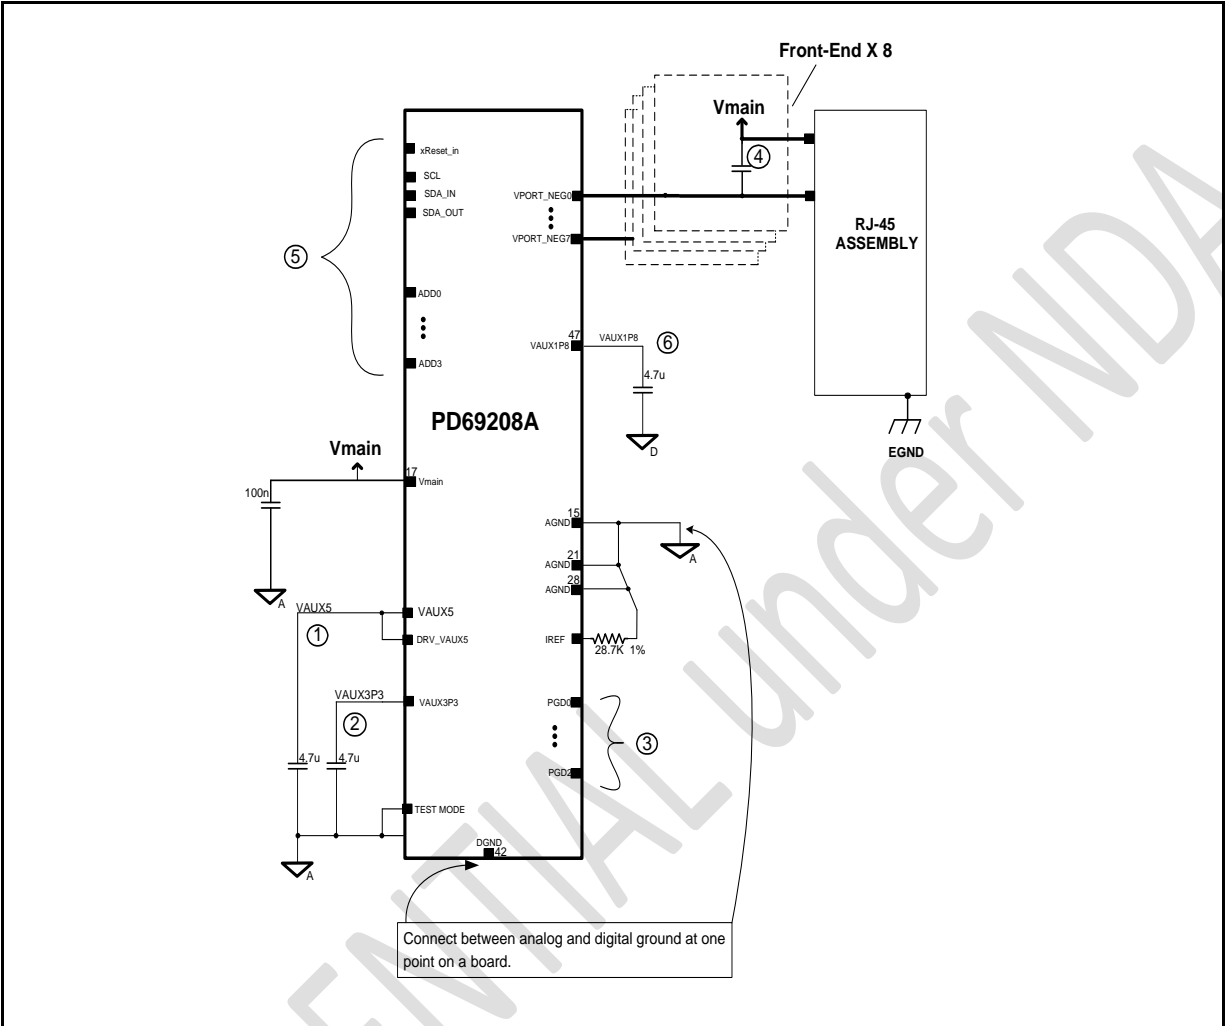 Front-End X 8
Vmain
④
xReset_in
SCL
SDA_IN
SDA_OUT
VPORT_NEG0
VPORT_NEG7
RJ-45
ASSEMBLY
⑤
ADD0
ADD3
47
VAUX1P8
VAUX1P8
⑥
4.7u
D
PD69208A
EGND
Vmain
17
Vmain
100n
A
15
AGND
A
21
AGND
28
AGND
VAUX5
VAUX5
①
DRV_VAUX5
IREF
28.7K 1%
VAUX3P3
VAUX3P3
②
PGD0
③
4.7u
4.7u
PGD2
TEST MODE
A
DGND
42
Connect between analog and digital ground at one
point on a board.
ENTIAL under NDA